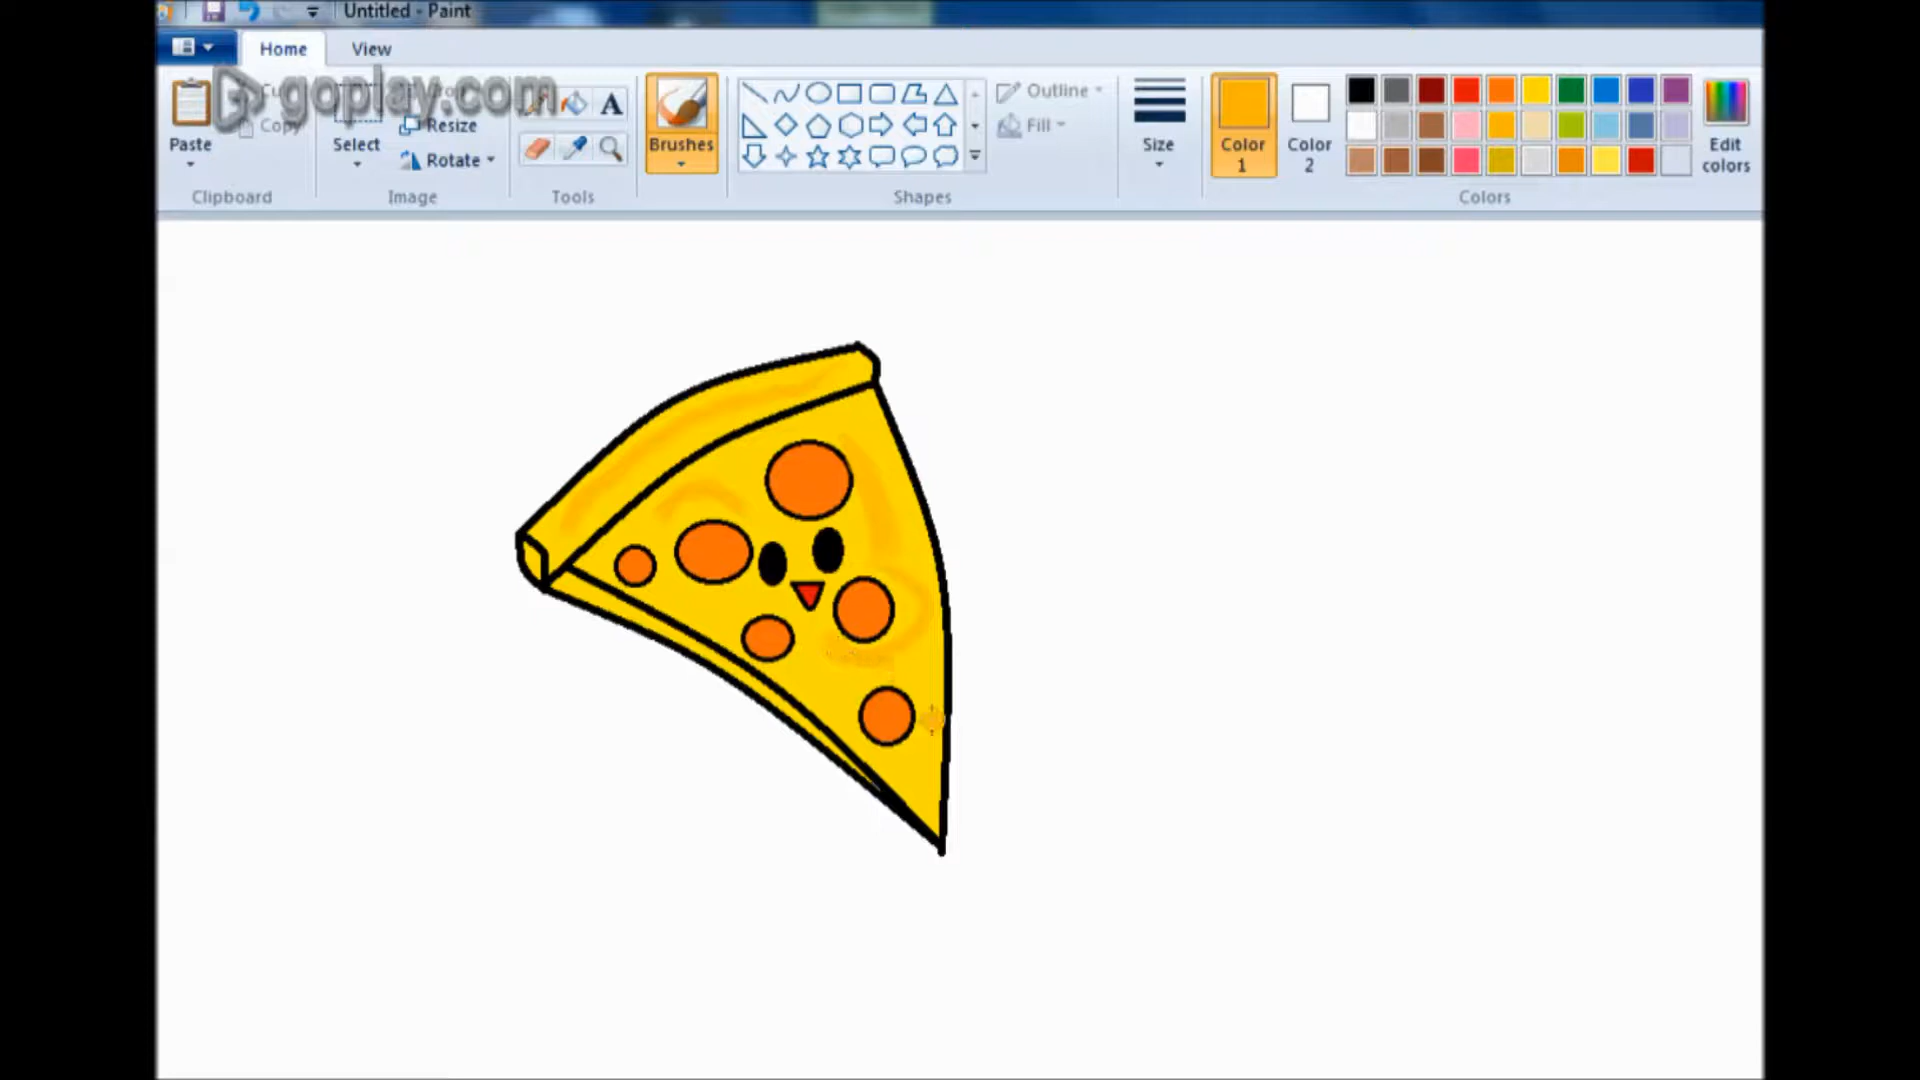 Untitled - Paint
Home View
goplay.com
Copy
Resize
Rotate
Paste
Select
A
Brushes
Outline
Fill
Size
Color 1
Color 2
Edit colors
Clipboard
Image
Tools
Shapes
Colors